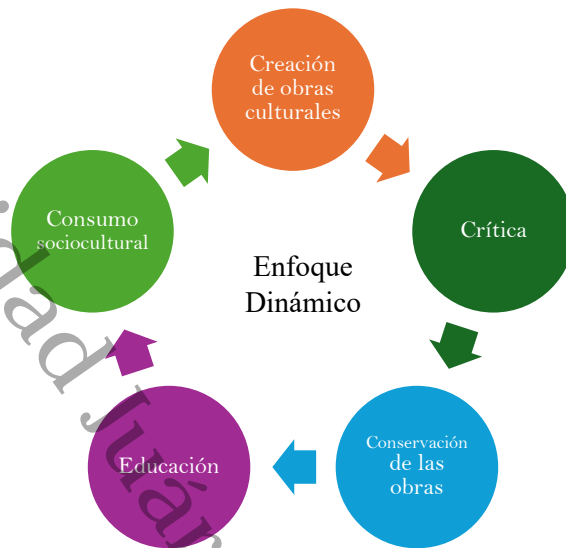 Creación
de obras
culturales
Crítica
Conservación
de las
obras
Educación
Consumo
sociocultural
Enfoque
Dinámico